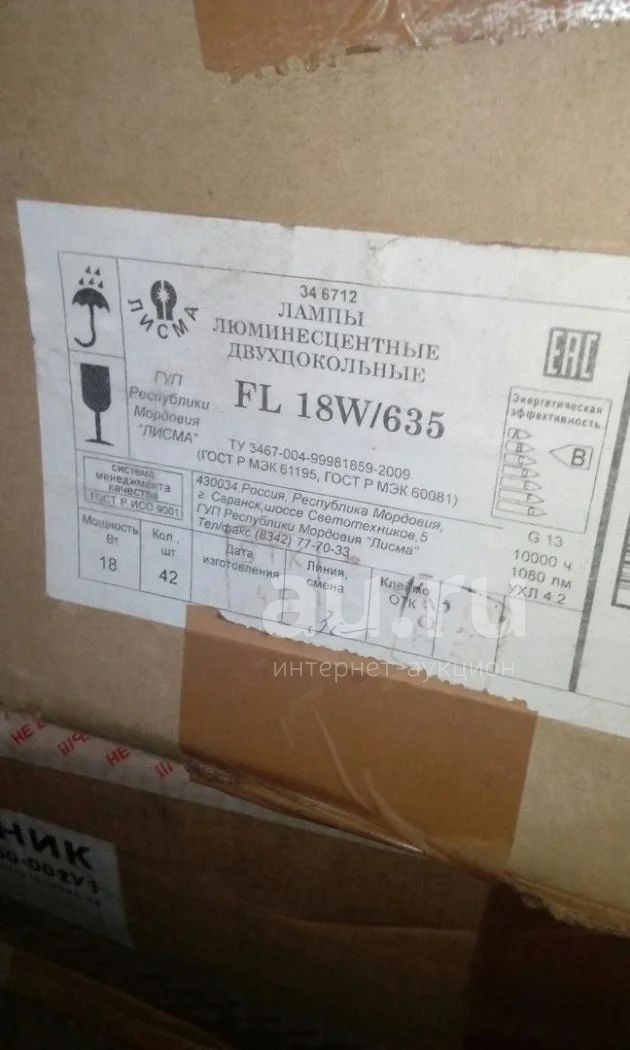 34 6712
ЛАМПЫ
ЛЮМИНЕСЦЕНТНЫЕ
ДВУХЦОКОЛЬНЫЕ
FL 18W/635
ТУ 3467-004-99981859-2009
(ГОСТ Р МЭК 61195, ГОСТ Р МЭК 60081)
ЛИСМА
ГУП
Республики
Мордовия
"ЛИСМА"
EAC
Энергетическая
эффективность
A
B
C
D
E
F
G
B
система
менеджмента
качества
ГОСТ Р ИСО 9001
430034,Россия, Республика Мордовия,
г. Саранск,шоссе Светотехников,5
ГУП Республики Мордовия "Лисма"
Тел/факс (8342) 77-70-33
G 13
10000 ч
1080 лм
УХЛ 4.2
Мощность
Вт
18
Кол.,
шт.
42
Дата
изготовления
Линия,
смена
Клеймо
ОТК
au.ru
интернет-аукцион
НЕ В
НЕ
НИК
00-002У1